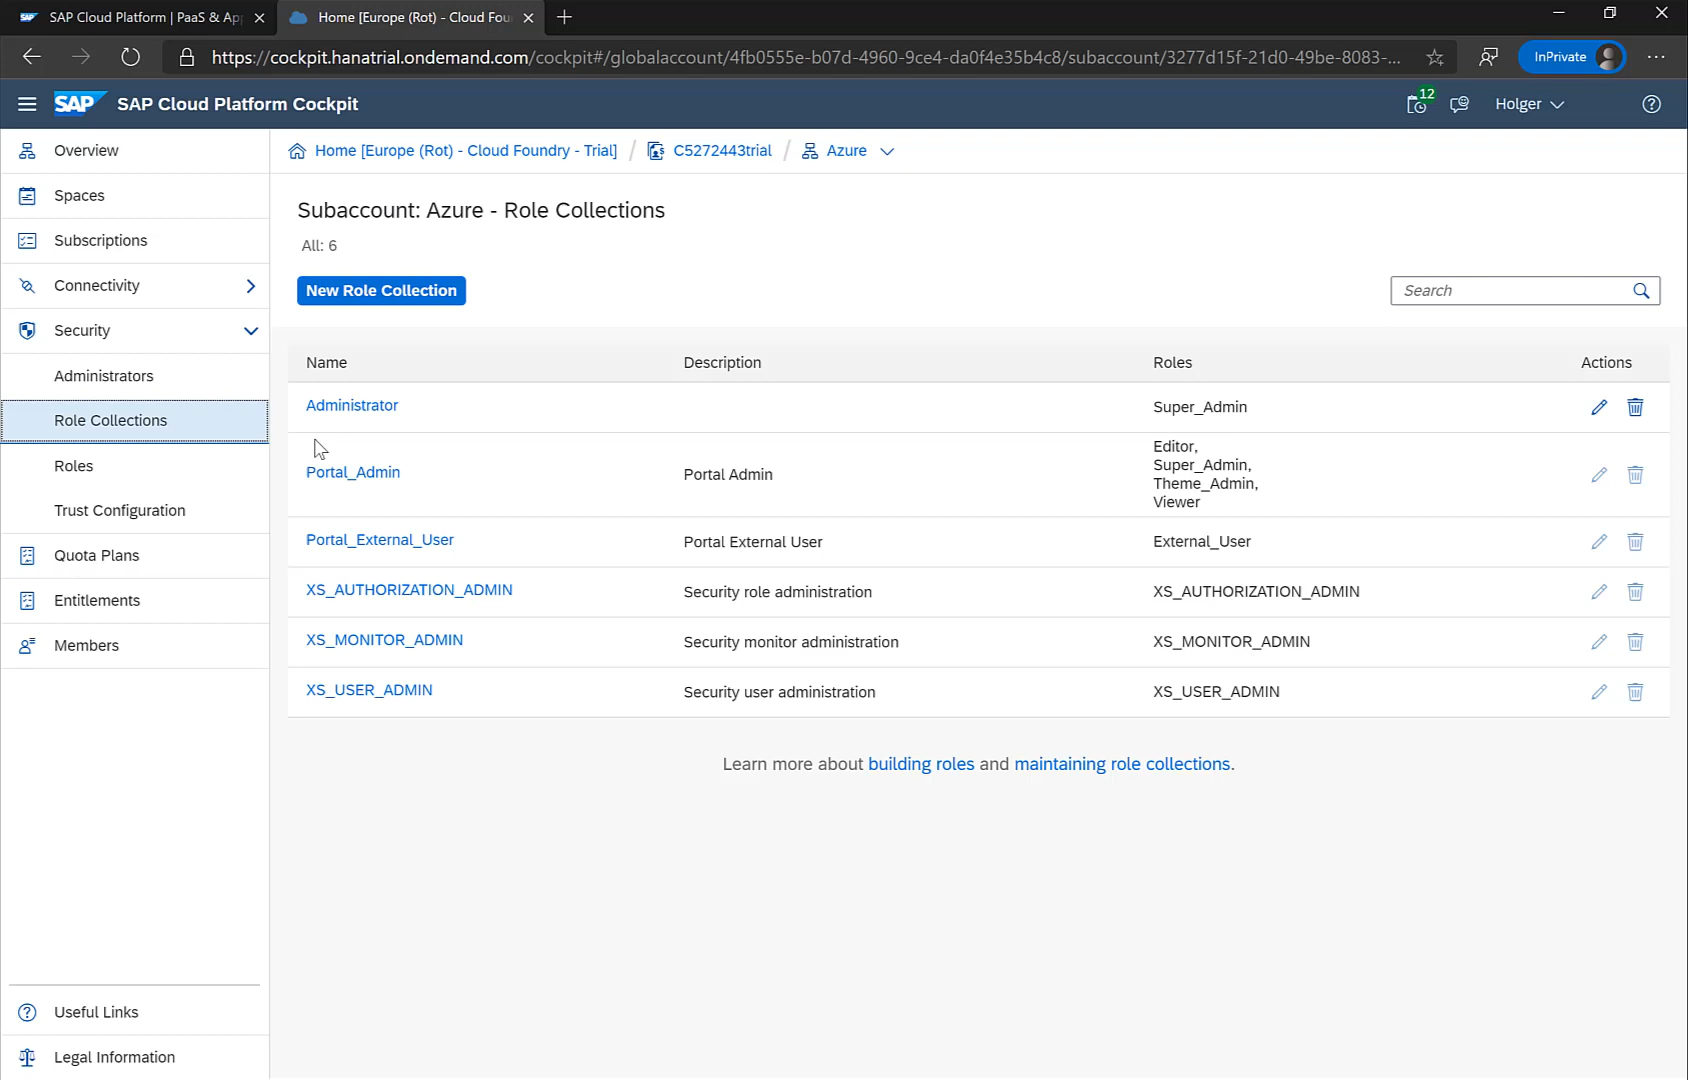 SAP SAP Cloud Platform | PaaS & Ap
Home [Europe (Rot) - Cloud Fou
https://cockpit.hanatrial.ondemand.com/cockpit#/globalaccount/4fb0555e-b07d-4960-9ce4-da0f4e35b4c8/subaccount/3277d15f-21d0-49be-8083-...
InPrivate
SAP SAP Cloud Platform Cockpit
12
Holger
Overview
Spaces
Subscriptions
Connectivity
Security
Administrators
Role Collections
Roles
Trust Configuration
Quota Plans
Entitlements
Members
Useful Links
Legal Information
Home [Europe (Rot) - Cloud Foundry - Trial] / C5272443trial / Azure
Subaccount: Azure - Role Collections
All: 6
New Role Collection
Search
Name Description Roles Actions
Administrator Super_Admin
Portal_Admin Portal Admin Editor,
Super_Admin,
Theme_Admin,
Viewer
Portal_External_User Portal External User External_User
XS_AUTHORIZATION_ADMIN Security role administration XS_AUTHORIZATION_ADMIN
XS_MONITOR_ADMIN Security monitor administration XS_MONITOR_ADMIN
XS_USER_ADMIN Security user administration XS_USER_ADMIN
Learn more about building roles and maintaining role collections.